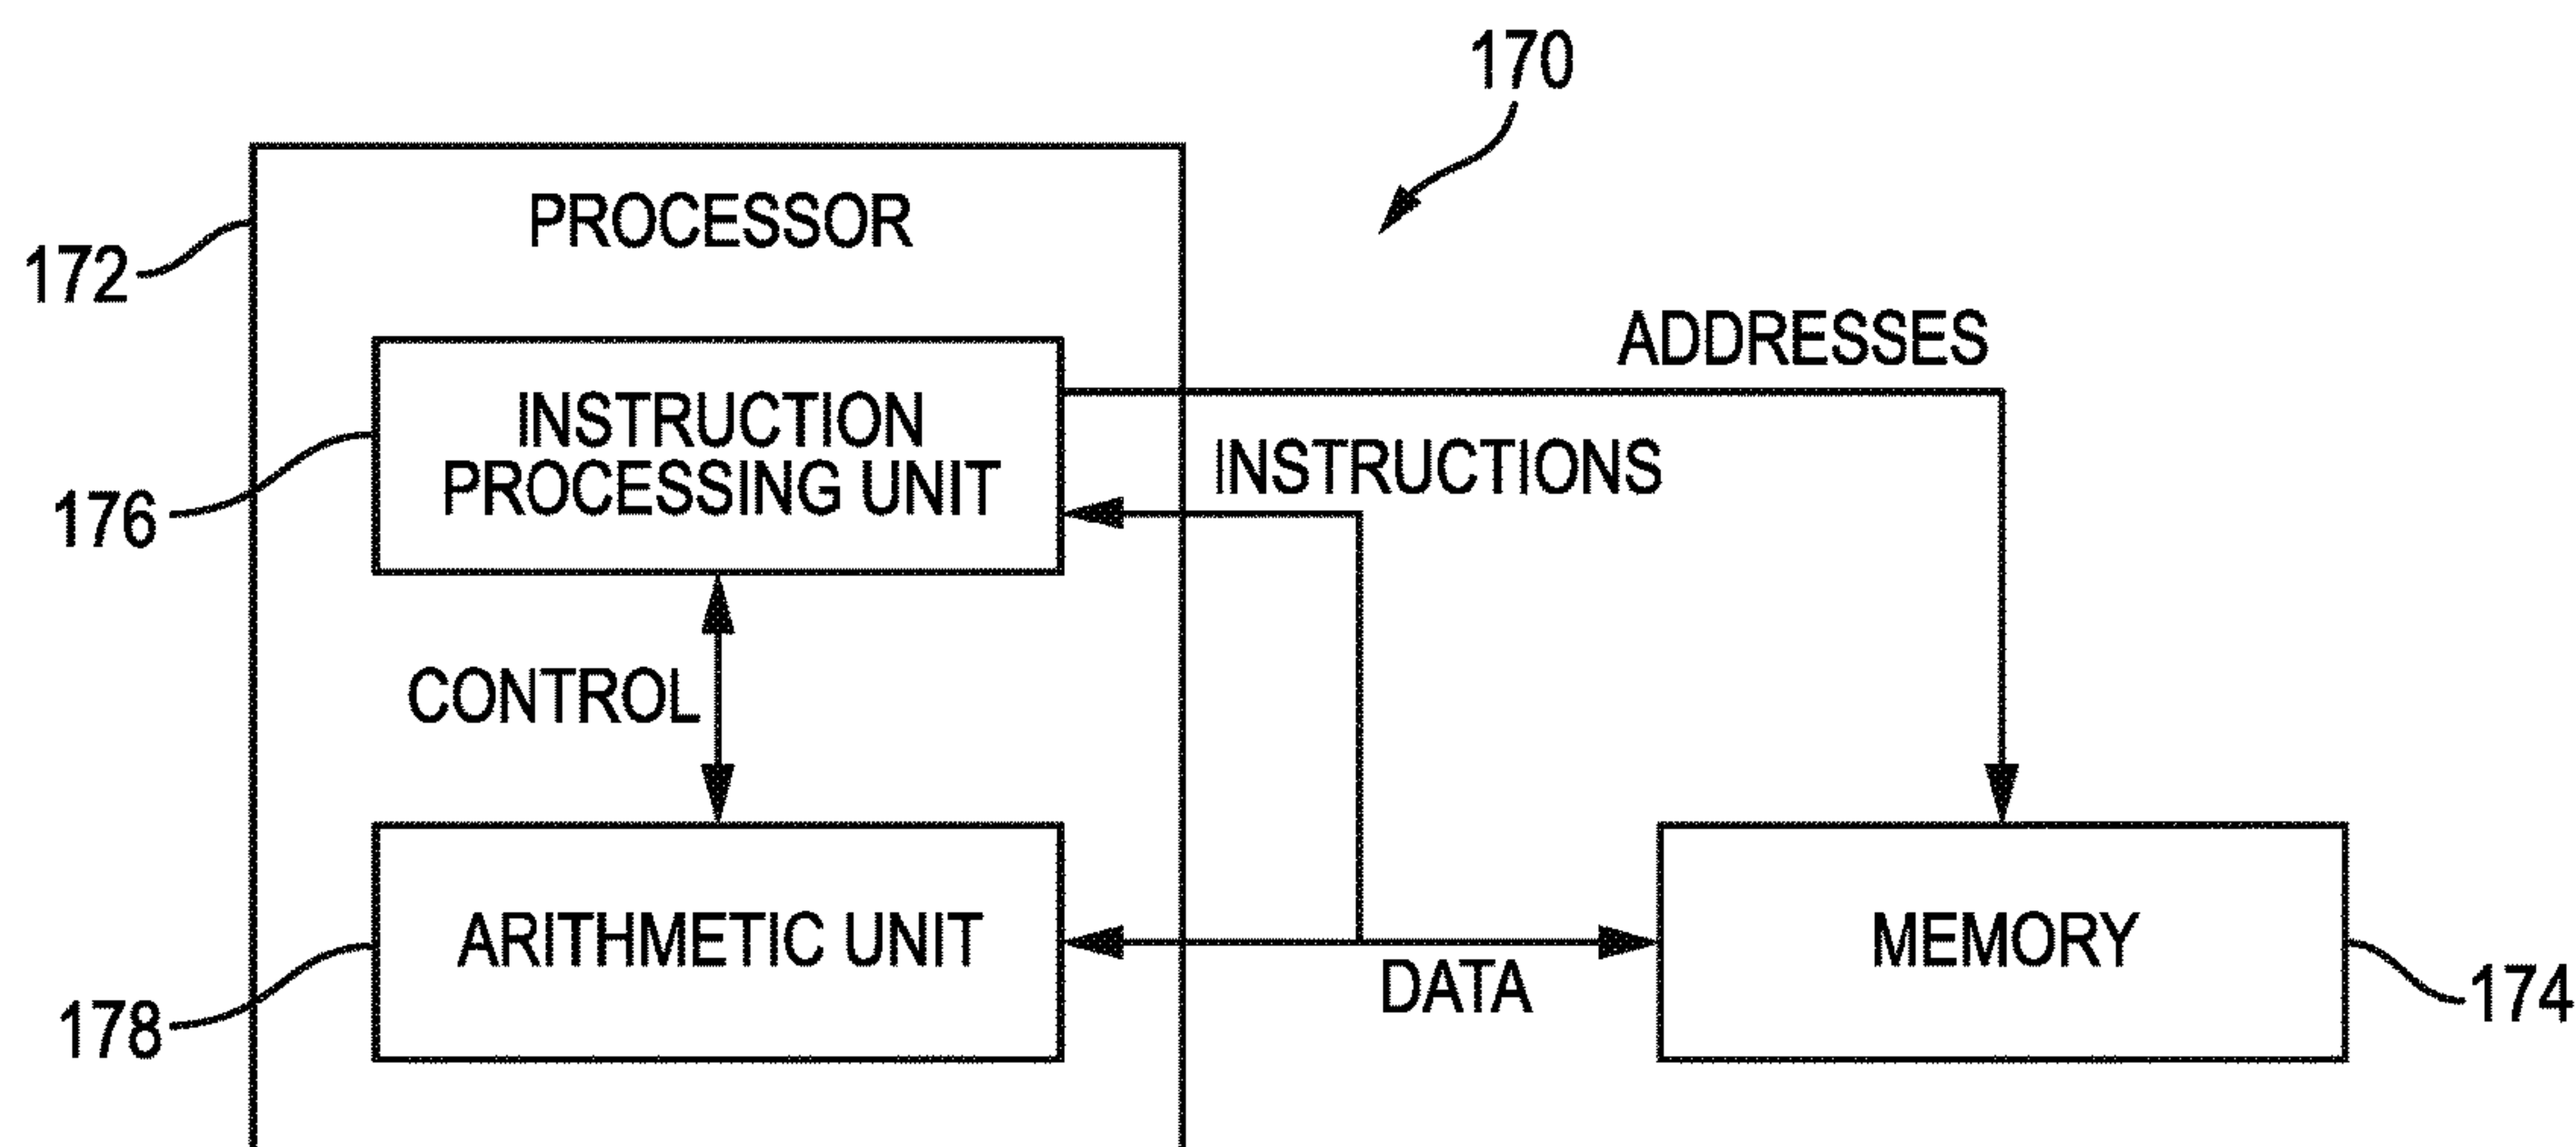 170
PROCESSOR
172
ADDRESSES
INSTRUCTION
PROCESSING UNIT
INSTRUCTIONS
176
CONTROL
ARITHMETIC UNIT
MEMORY
DATA
174
178